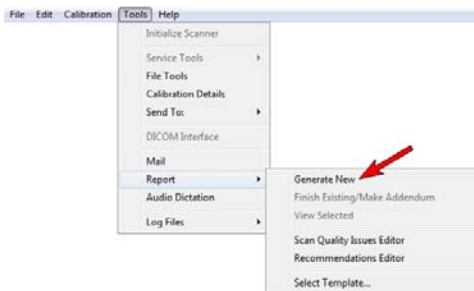 File Edit Calibration Tools Help
Initialize Scanner
Service Tools
File Tools
Calibration Details
Send To:
DICOM Interface
Mail
Report
Audio Dictation
Log Files
Generate New
Finish Existing/Make Addendum
View Selected
Scan Quality Issues Editor
Recommendations Editor
Select Template...